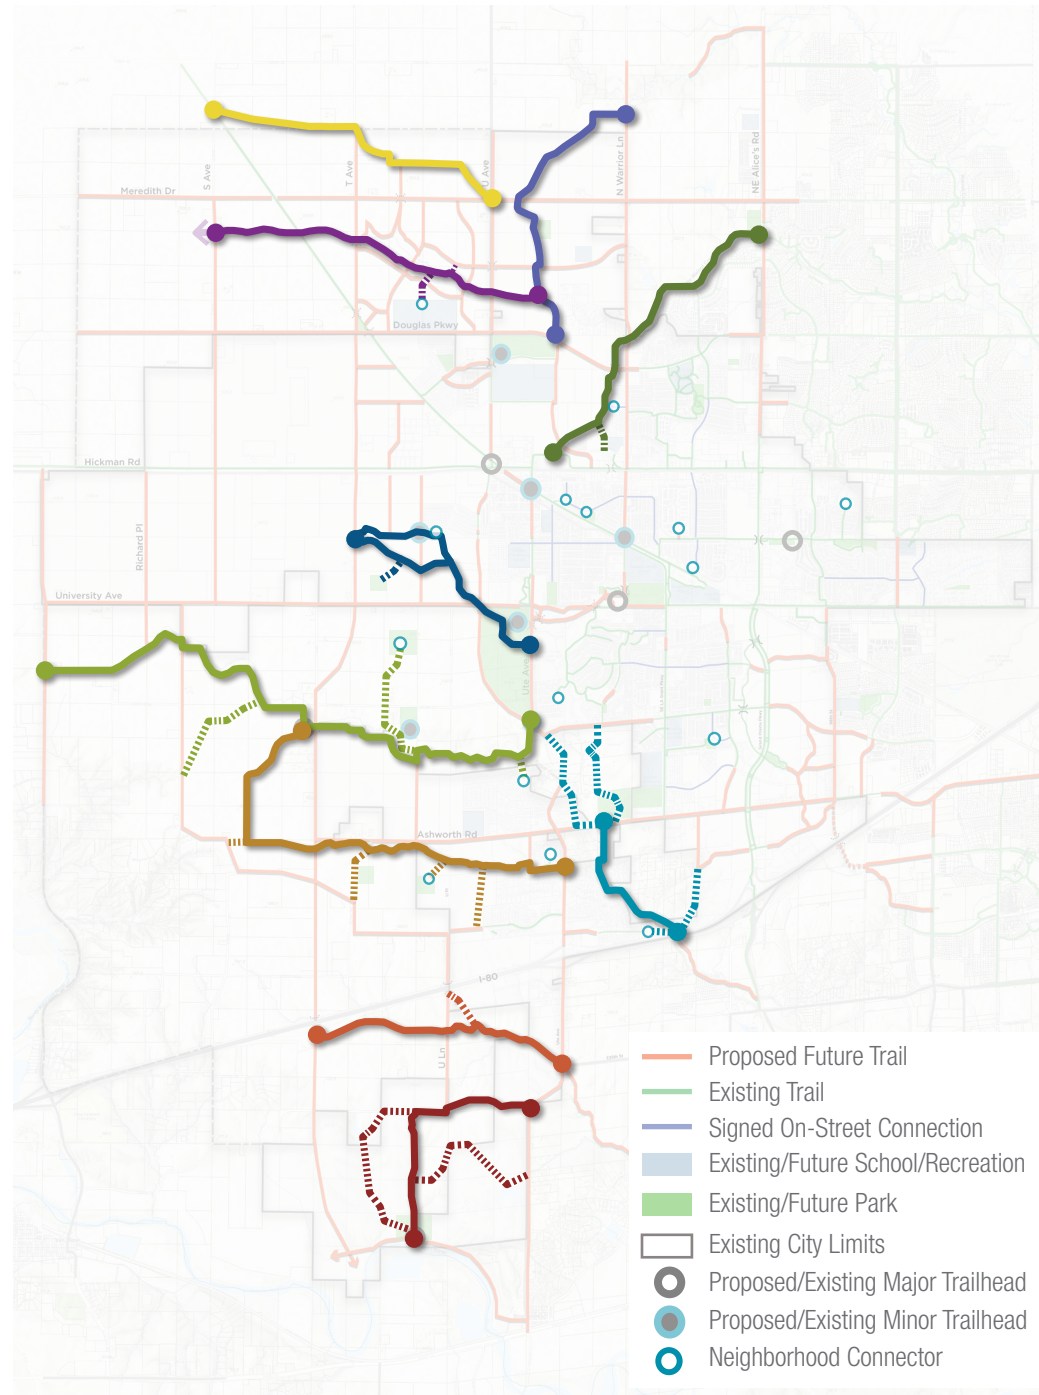 N Warrior Ln
NE Alice's Rd
S Ave
T Ave
U Ave
Meredith Dr
Douglas Pkwy
Hickman Rd
Richard Pl
University Ave
Ute Ave
Ashworth Rd
I-80
U Ln
Proposed Future Trail
Existing Trail
Signed On-Street Connection
Existing/Future School/Recreation
Existing/Future Park
Existing City Limits
Proposed/Existing Major Trailhead
Proposed/Existing Minor Trailhead
Neighborhood Connector